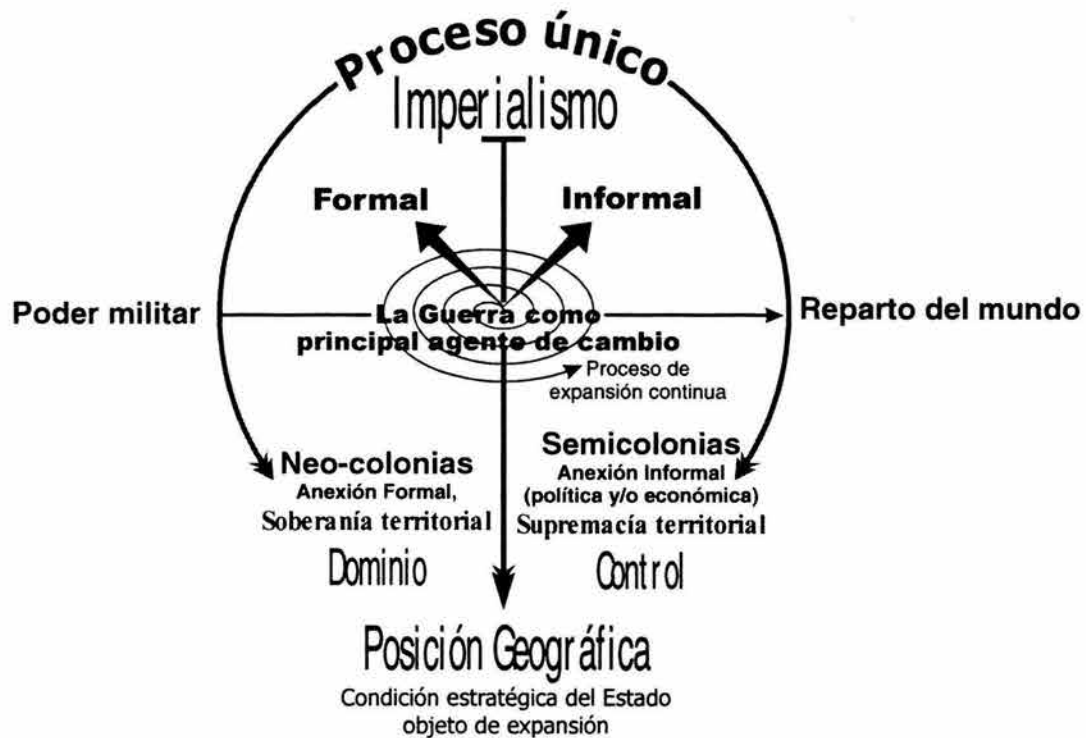 Proceso único
Imperialismo
Formal
Informal
Poder militar
La Guerra como
principal agente de cambio
Reparto del mundo
Proceso de
expansión continua
Neo-colonias
Anexión Formal,
Soberanía territorial
Dominio
Semicolonias
Anexión Informal
(política y/o económica)
Supremacía territorial
Control
Posición Geográfica
Condición estratégica del Estado
objeto de expansión